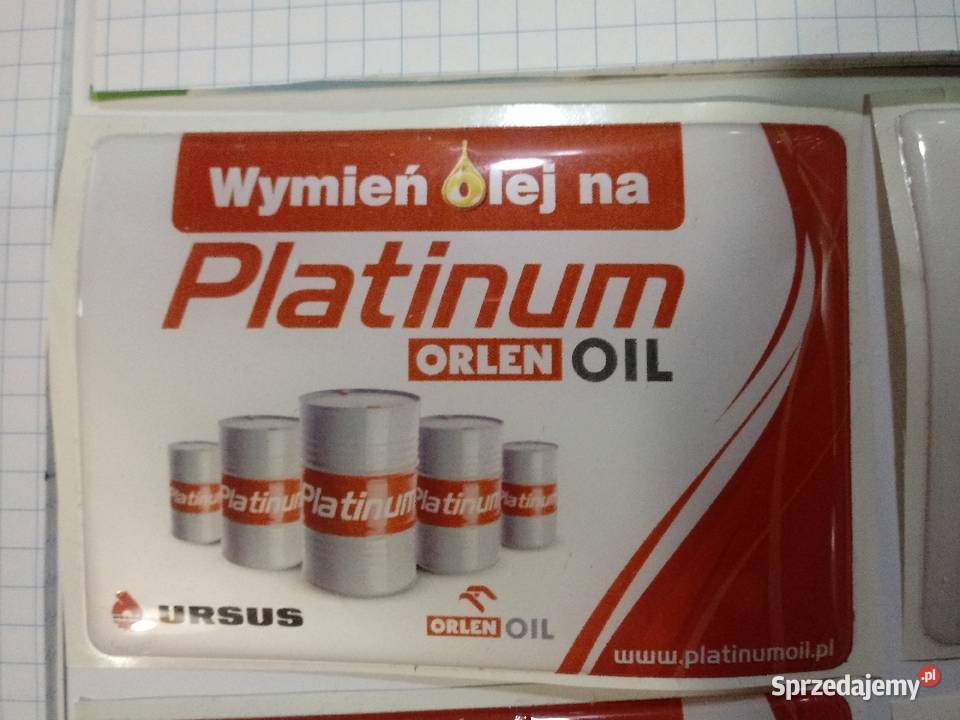 Wymień olej na
Platinum
ORLEN OIL
Platinum Platinum Platinum Platinum Platinum
URSUS
ORLEN OIL
www.platinumoil.pl
Sprzedajemy.pl